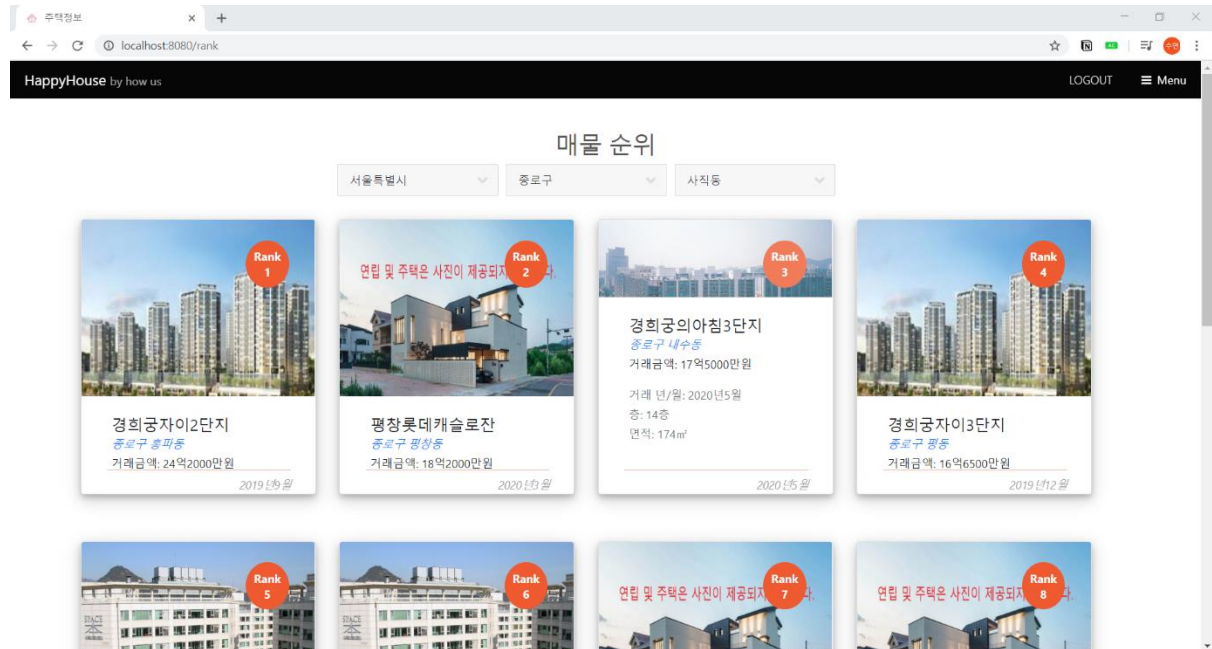 주택정보
localhost:8080/rank
수연
HappyHouse by how us
LOGOUT
Menu
매물 순위
서울특별시
종로구
사직동
Rank
1
경희궁자이2단지
종로구 홍파동
거래금액: 24억2000만원
2019년9월
연립 및 주택은 사진이 제공되지
Rank
2
다.
평창롯데캐슬로잔
종로구 평창동
거래금액: 18억2000만원
2020년3월
Rank
3
경희궁의아침3단지
종로구 내수동
거래금액: 17억5000만원
거래 년/월: 2020년5월
층: 14층
면적: 174㎡
2020년5월
Rank
4
경희궁자이3단지
종로구 평동
거래금액: 16억6500만원
2019년12월
Rank
5
SPACE
本
Rank
6
SPACE
本
연립 및 주택은 사진이 제공되지
Rank
7
다.
연립 및 주택은 사진이 제공되지
Rank
8
다.